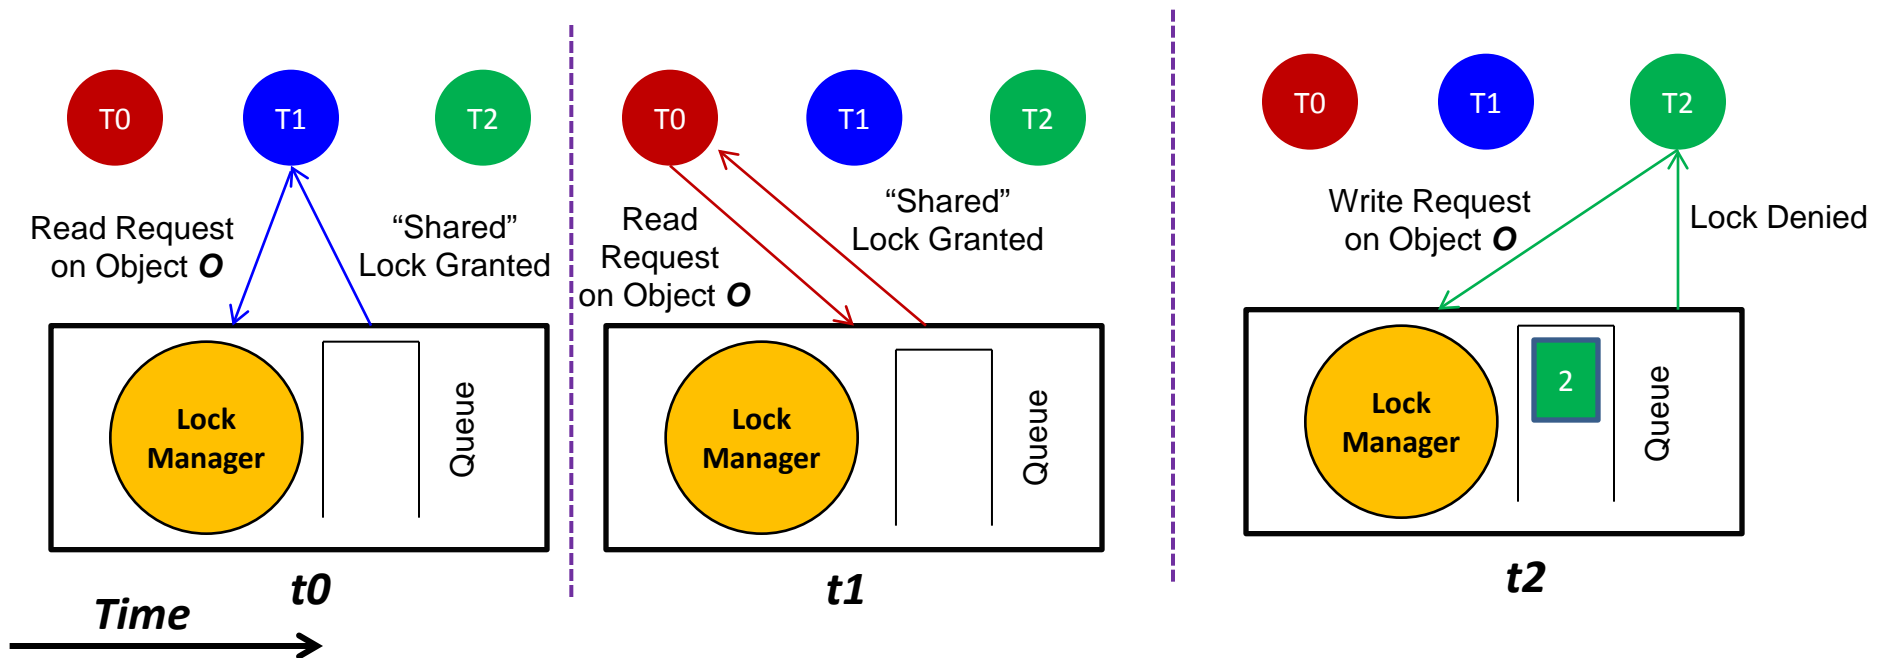 T0
T1
T2
Read Request
on Object O
“Shared”
Lock Granted
Lock
Manager
Queue
t0
T0
T1
T2
Read
Request
on Object O
“Shared”
Lock Granted
Lock
Manager
Queue
t1
T0
T1
T2
Write Request
on Object O
Lock Denied
Lock
Manager
2
Queue
t2
Time